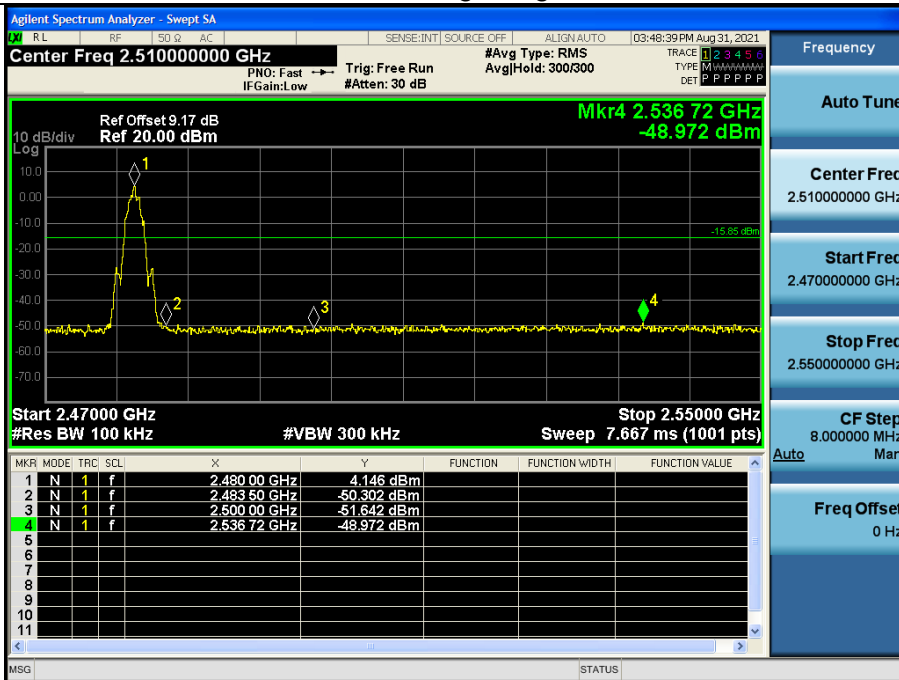 Agilent Spectrum Analyzer - Swept SA
LXI RL RF 50 Ω AC SENSE:INT SOURCE OFF ALIGN AUTO 03:48:39 PM Aug 31, 2021
Center Freq 2.510000000 GHz #Avg Type: RMS TRACE 1 2 3 4 5 6
PNO: Fast Trig: Free Run Avg|Hold: 300/300 TYPE M WWWWW
IFGain:Low #Atten: 30 dB DET P P P P P P
Mkr4 2.536 72 GHz
-48.972 dBm
Ref Offset 9.17 dB
10 dB/div Ref 20.00 dBm
Log
10.0
0.00
-10.0
-20.0
-30.0
-40.0
-50.0
-60.0
-70.0
1
2
3
4
-15.85 dBm
Start 2.47000 GHz Stop 2.55000 GHz
#Res BW 100 kHz #VBW 300 kHz Sweep 7.667 ms (1001 pts)
MKR MODE TRC SCL X Y FUNCTION FUNCTION WIDTH FUNCTION VALUE
1 N 1 f 2.480 00 GHz 4.146 dBm
2 N 1 f 2.483 50 GHz -50.302 dBm
3 N 1 f 2.500 00 GHz -51.642 dBm
4 N 1 f 2.536 72 GHz -48.972 dBm
5
6
7
8
9
10
11
MSG STATUS
Frequency
Auto Tune
Center Freq
2.510000000 GHz
Start Freq
2.470000000 GHz
Stop Freq
2.550000000 GHz
CF Step
8.000000 MHz
Auto Man
Freq Offset
0 Hz